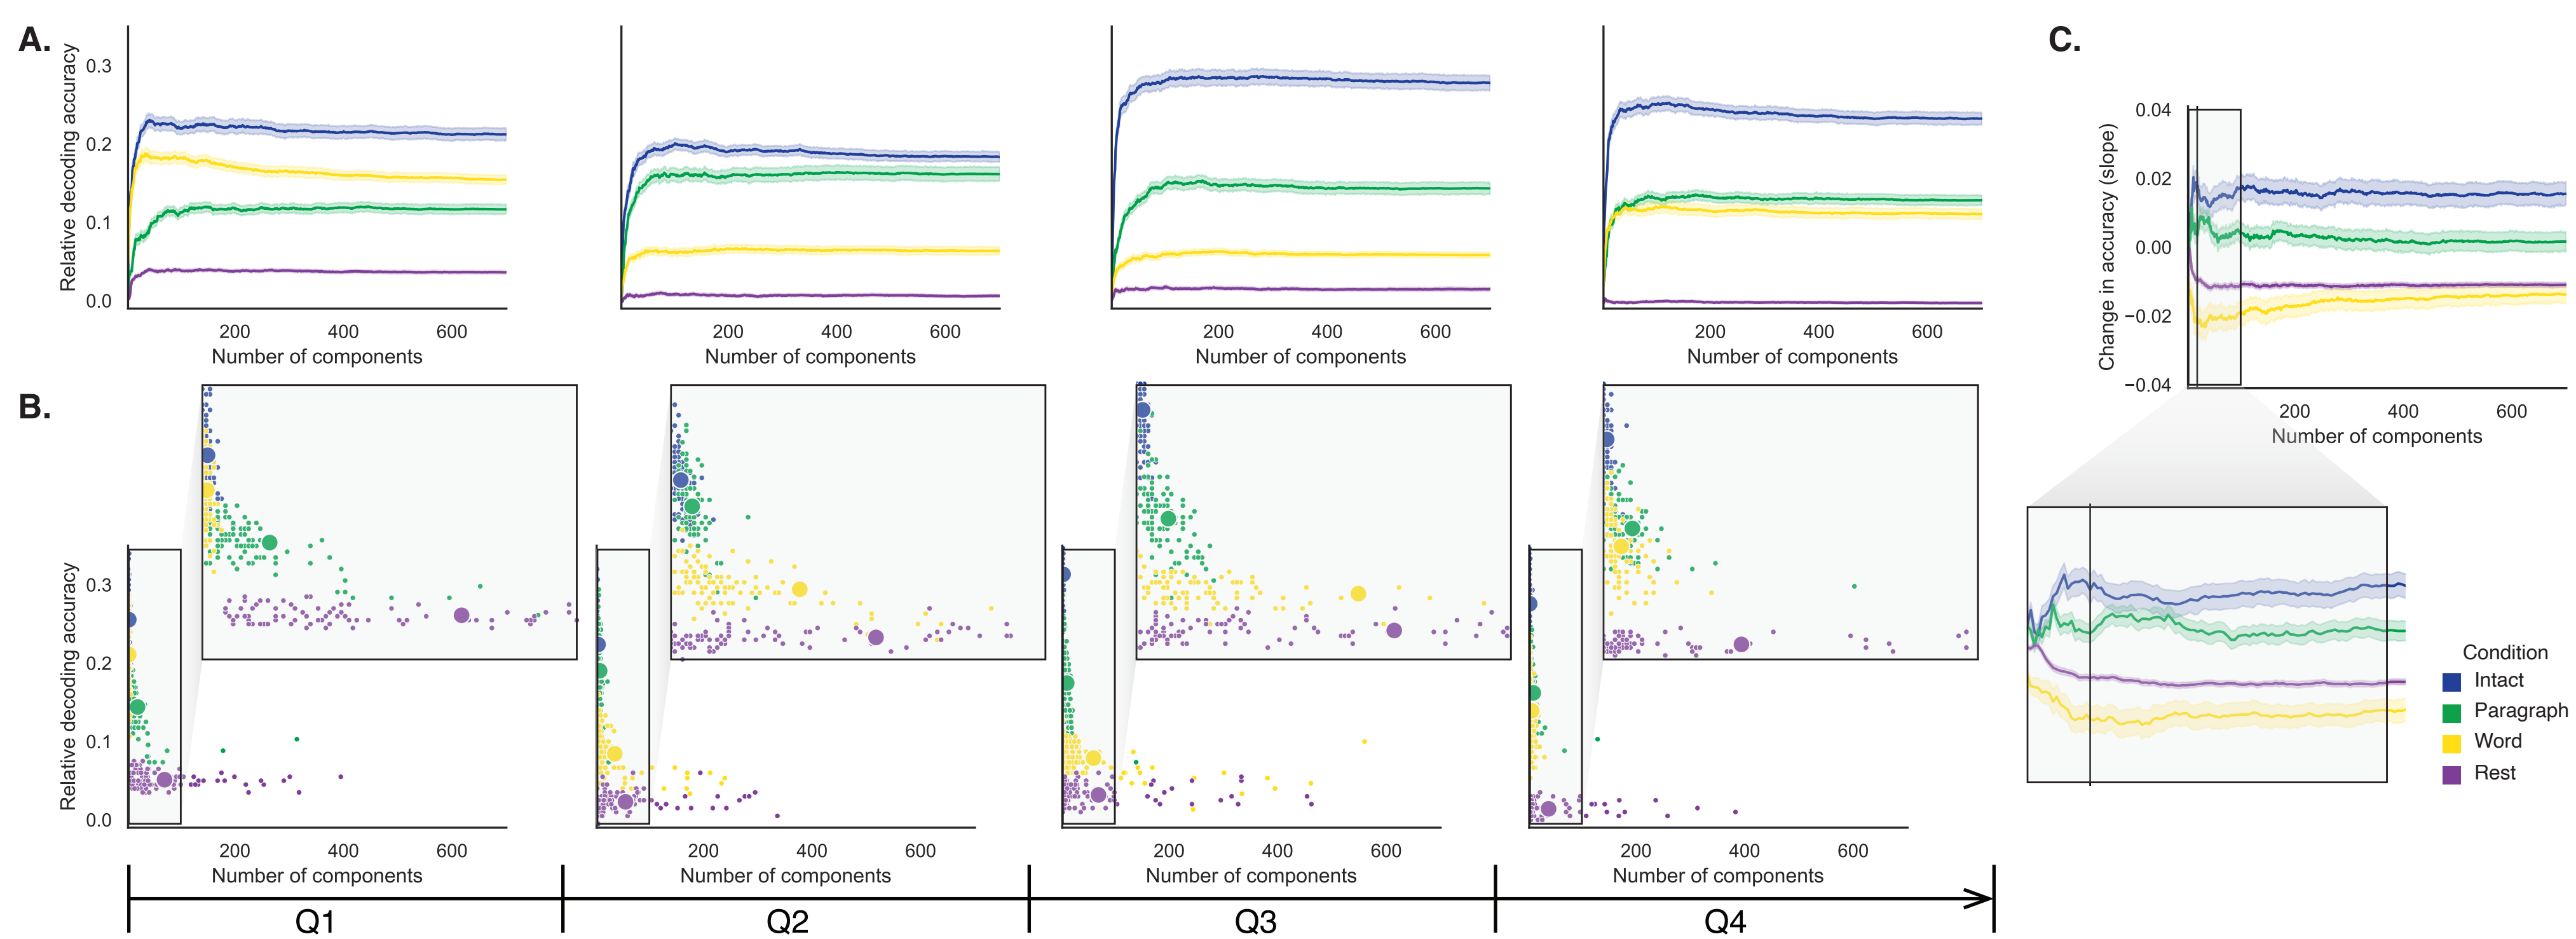 A.
Relative decoding accuracy
0.3
0.2
0.1
0.0
200 400 600
Number of components
200 400 600
Number of components
200 400 600
Number of components
200 400 600
Number of components
C.
Change in accuracy (slope)
0.04
0.02
0.00
−0.02
−0.04
200 400 600
Number of components
B.
Relative decoding accuracy
0.3
0.2
0.1
0.0
200 400 600
Number of components
200 400 600
Number of components
200 400 600
Number of components
200 400 600
Number of components
Q1
Q2
Q3
Q4
Condition
Intact
Paragraph
Word
Rest